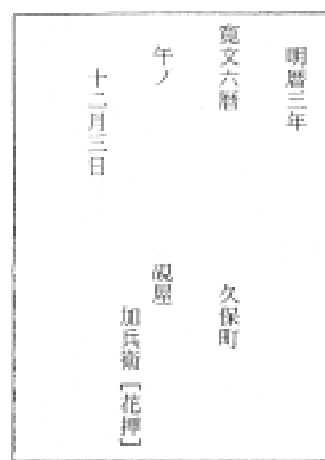 明暦三年
寛文六暦
久保町
午ノ
硯屋
加兵衛［花押］
十二月三日